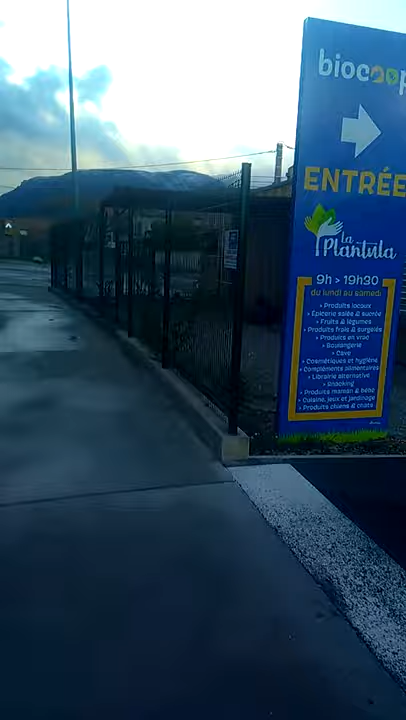 biocoop
ENTRÉE
la
Plantula
9h > 19h30
du lundi au samedi
• Produits locaux
• Épicerie salée & sucrée
• Fruits & légumes
• Produits frais & surgelés
• Produits en vrac
• Boulangerie
• Cave
• Cosmétiques et hygiène
• Compléments alimentaires
• Librairie alternative
• Snacking
• Produits maman & bébé
• Cuisine, jeux et jardinage
• Produits chiens & chats